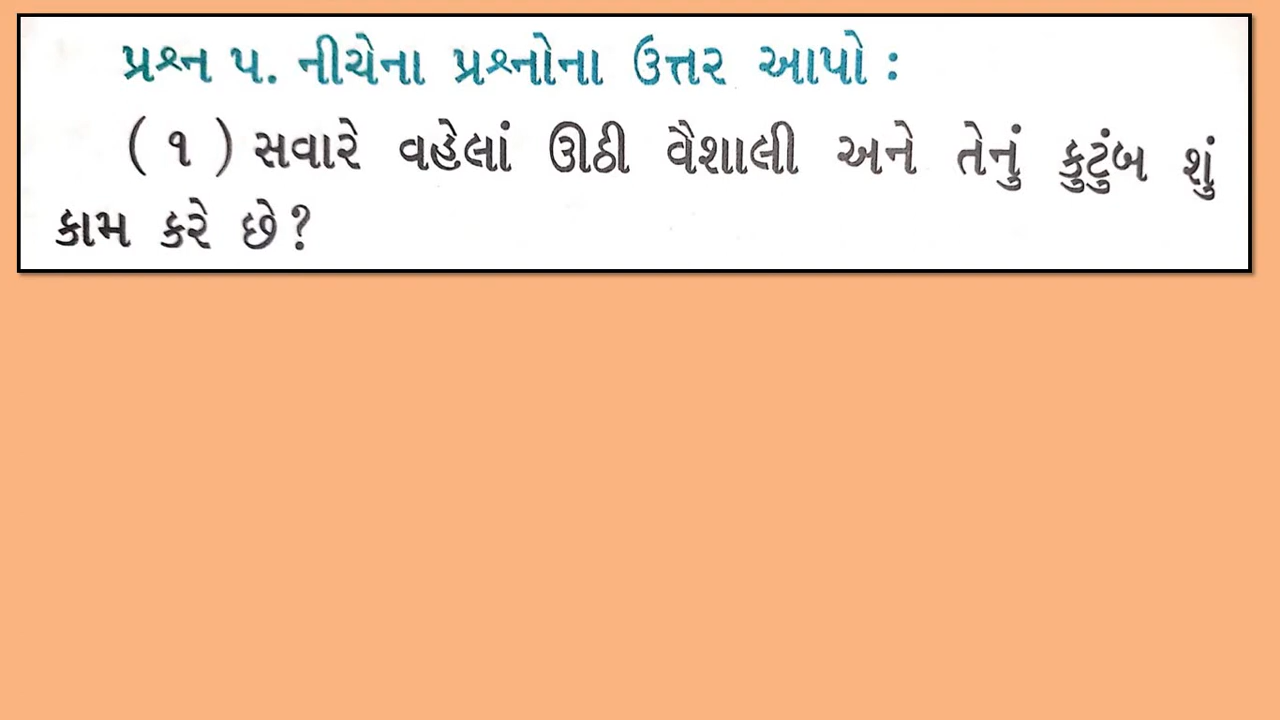 પ્રશ્ન ૫. નીચેના પ્રશ્નોના ઉત્તર આપો :
( ૧ ) સવારે વહેલાં ઊઠી વૈશાલી અને તેનું કુટુંબ શું
કામ કરે છે?